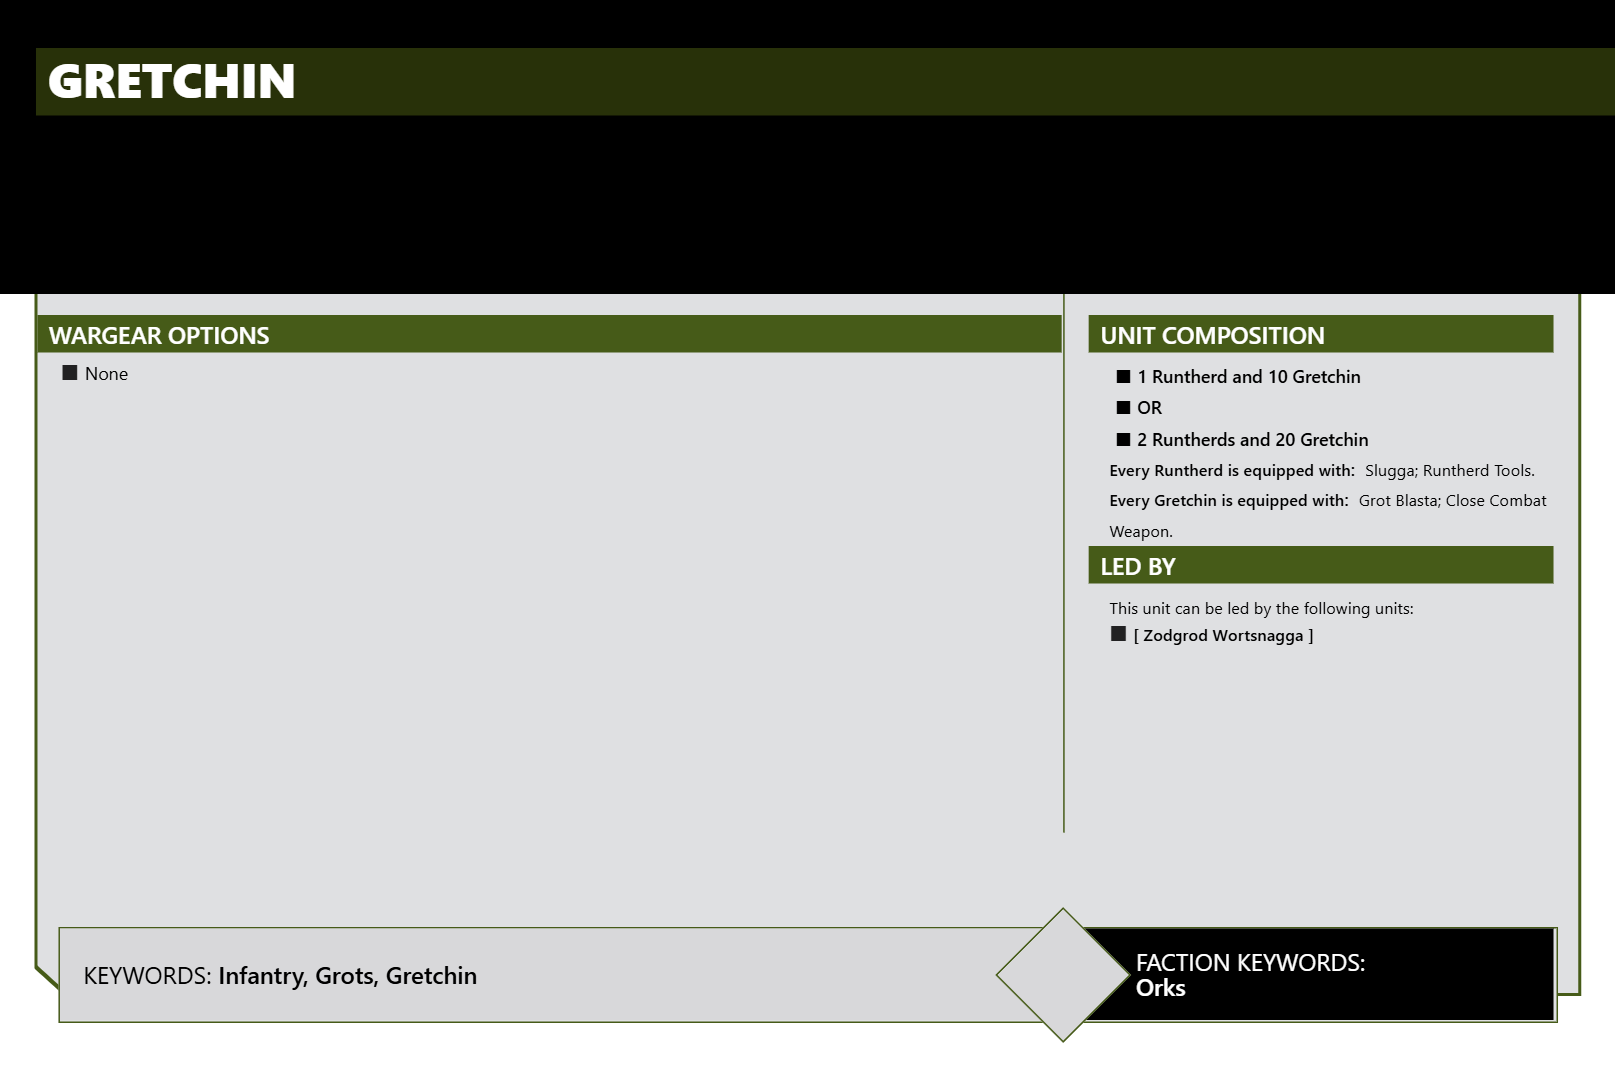 GRETCHIN
WARGEAR OPTIONS
None
UNIT COMPOSITION
1 Runtherd and 10 Gretchin
OR
2 Runtherds and 20 Gretchin
Every Runtherd is equipped with: Slugga; Runtherd Tools.
Every Gretchin is equipped with: Grot Blasta; Close Combat
Weapon.
LED BY
This unit can be led by the following units:
[ Zodgrod Wortsnagga ]
KEYWORDS: Infantry, Grots, Gretchin
FACTION KEYWORDS:
Orks